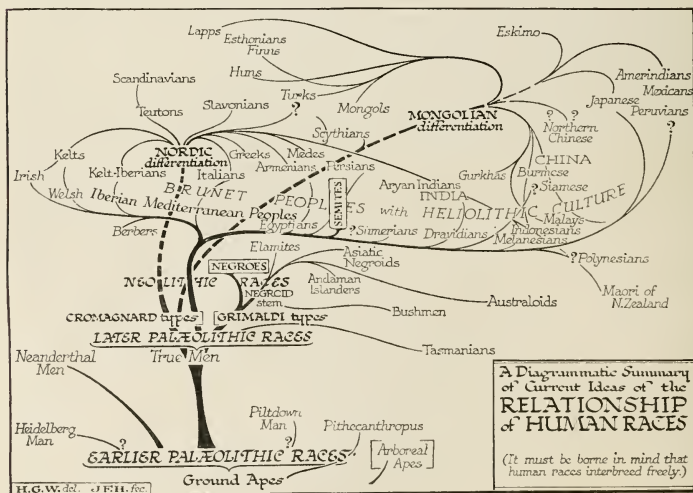 Lapps
Esthonians
Finns
Huns
Eskimo
Amerindians
Mexicans
Japanese
Peruvians
?
Scandinavians
Teutons
Slavonians
Turks
?
Mongols
MONGOLIAN
differentiation
? ?
Northern
Chinese
Scythians
NORDIC
differentiation
Kelts
Kelt-Iberians
Irish
Welsh
Greeks
Italians
Medes
Armenians
Persians
Gurkhas
CHINA
Burmese
? Siamese
Aryan Indians
INDIA
BRUNET
Iberian Mediterranean Peoples
PEOPLES with HELIOLITHIC CULTURE
SEMITES
Malays
Indonesians
Melanesians
Berbers
Egyptians
? Sumerians
Dravidians
Elamites
Asiatic
Negroids
? Polynesians
Maori of
N. Zealand
NEOLITHIC RACES
NEGROES
NEGROID
stem
Andaman
Islanders
Australoids
Bushmen
CROMAGNARD types
GRIMALDI types
LATER PALÆOLITHIC RACES
True Men
Tasmanians
Neanderthal
Men
Heidelberg
Man
?
Piltdown
Man
?
Pithecanthropus
EARLIER PALÆOLITHIC RACES
Ground Apes
Arboreal
Apes
A Diagrammatic Summary
of Current Ideas of the
RELATIONSHIP
of HUMAN RACES
(It must be borne in mind that
human races interbreed freely.)
H.G.W. del. J.F.H. fec.